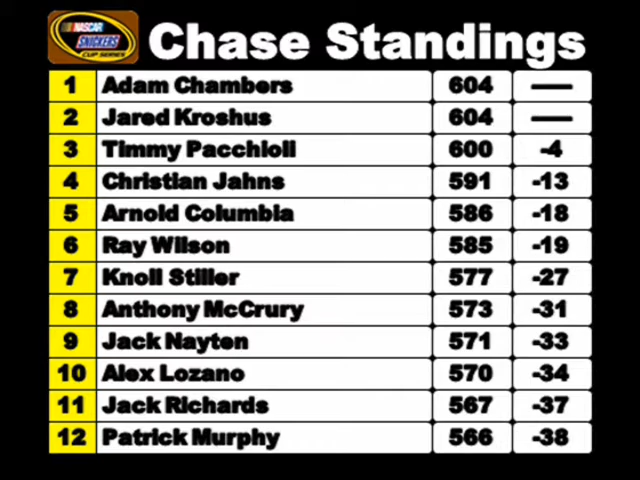 NASCAR
SNICKERS
CUP SERIES
Chase Standings
1 Adam Chambers 604 ——
2 Jared Kroshus 604 ——
3 Timmy Pacchioli 600 -4
4 Christian Jahns 591 -13
5 Arnold Columbia 586 -18
6 Ray Wilson 585 -19
7 Knoll Stiller 577 -27
8 Anthony McCrury 573 -31
9 Jack Nayten 571 -33
10 Alex Lozano 570 -34
11 Jack Richards 567 -37
12 Patrick Murphy 566 -38